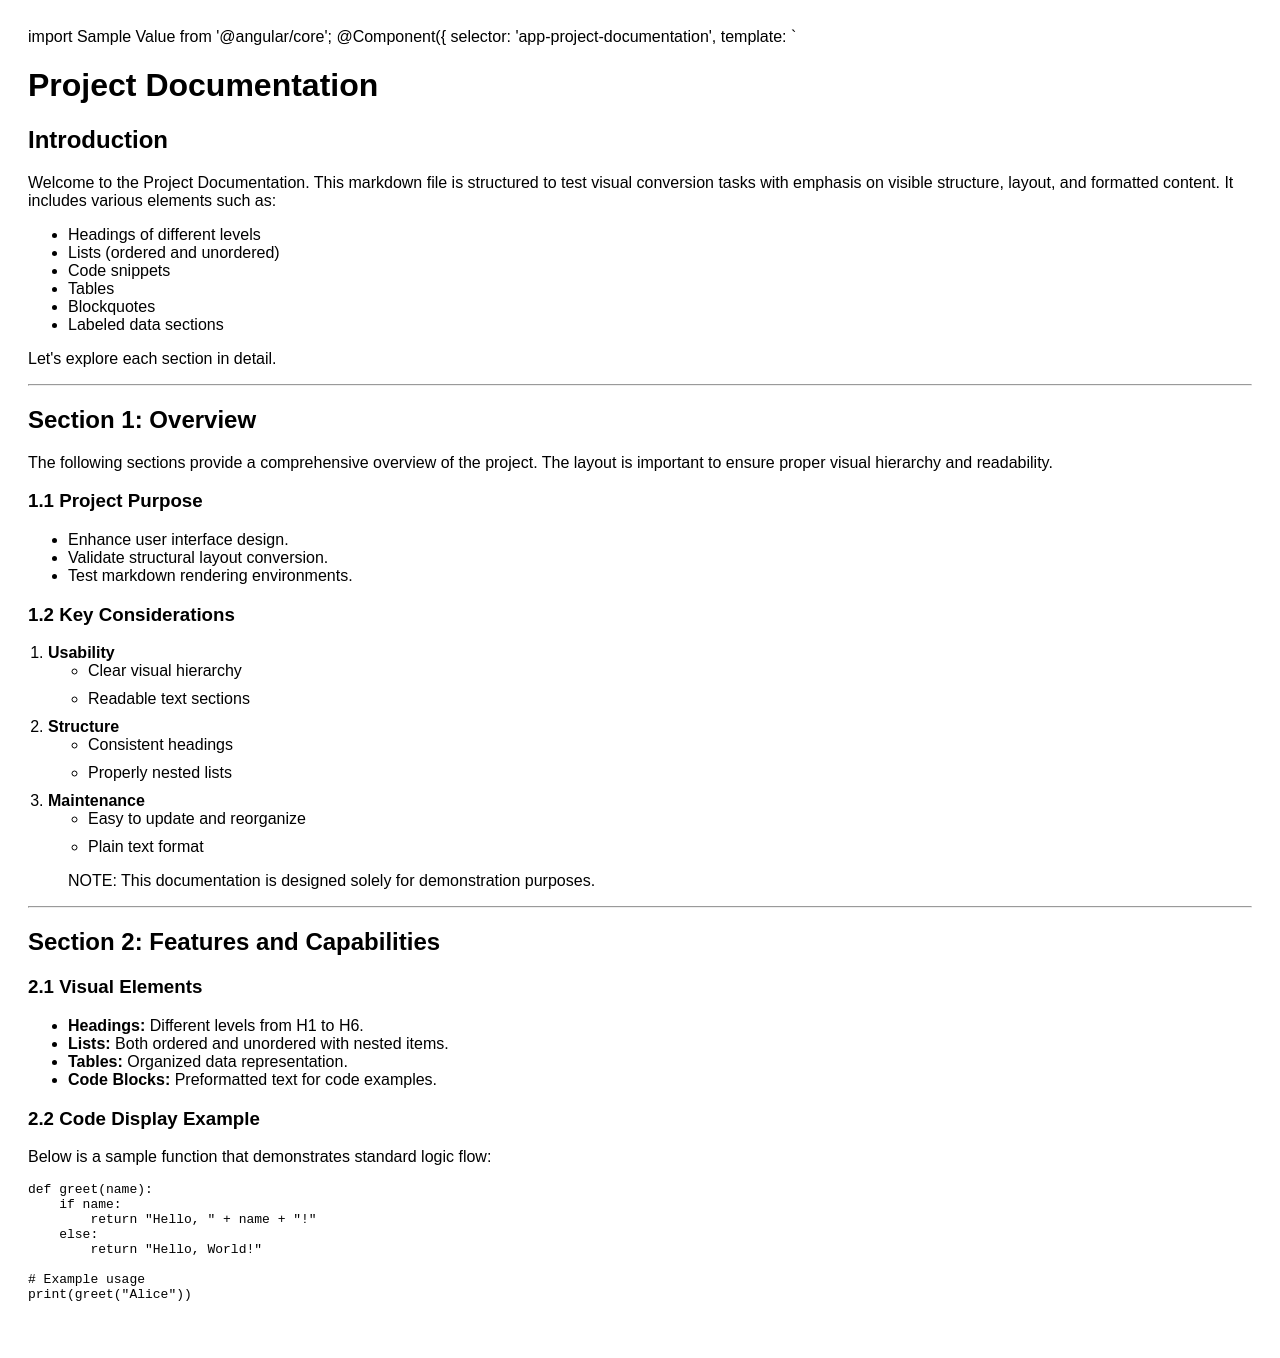 import Sample Value from '@angular/core'; @Component({ selector: 'app-project-documentation', template: `
Project Documentation
Introduction
Welcome to the Project Documentation. This markdown file is structured to test visual conversion tasks with emphasis on visible structure, layout, and formatted content. It
includes various elements such as:
• Headings of different levels
• Lists (ordered and unordered)
• Code snippets
• Tables
• Blockquotes
• Labeled data sections
Let's explore each section in detail.
Section 1: Overview
The following sections provide a comprehensive overview of the project. The layout is important to ensure proper visual hierarchy and readability.
1.1 Project Purpose
• Enhance user interface design.
• Validate structural layout conversion.
• Test markdown rendering environments.
1.2 Key Considerations
1. Usability
◦ Clear visual hierarchy
◦ Readable text sections
2. Structure
◦ Consistent headings
◦ Properly nested lists
3. Maintenance
◦ Easy to update and reorganize
◦ Plain text format
NOTE: This documentation is designed solely for demonstration purposes.
Section 2: Features and Capabilities
2.1 Visual Elements
• Headings: Different levels from H1 to H6.
• Lists: Both ordered and unordered with nested items.
• Tables: Organized data representation.
• Code Blocks: Preformatted text for code examples.
2.2 Code Display Example
Below is a sample function that demonstrates standard logic flow:
def greet(name):
    if name:
        return "Hello, " + name + "!"
    else:
        return "Hello, World!"
# Example usage
print(greet("Alice"))